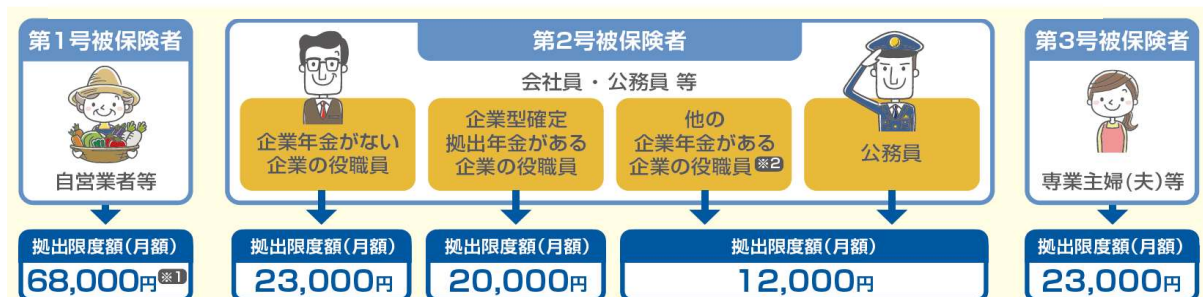 第1号被保険者
自営業者等
拠出限度額(月額)
68,000円※1
第2号被保険者
会社員・公務員 等
企業年金がない
企業の役職員
拠出限度額(月額)
23,000円
企業型確定
拠出年金がある
企業の役職員
拠出限度額(月額)
20,000円
他の
企業年金がある
企業の役職員※2
公務員
拠出限度額(月額)
12,000円
第3号被保険者
専業主婦(夫)等
拠出限度額(月額)
23,000円